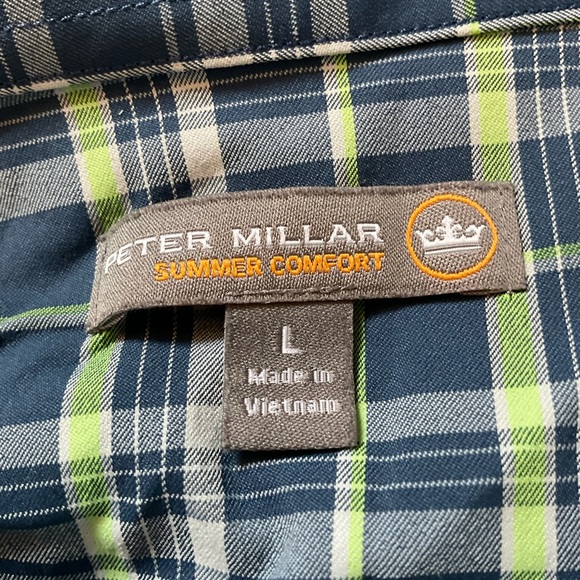 PETER MILLAR
SUMMER COMFORT
L
Made in
Vietnam